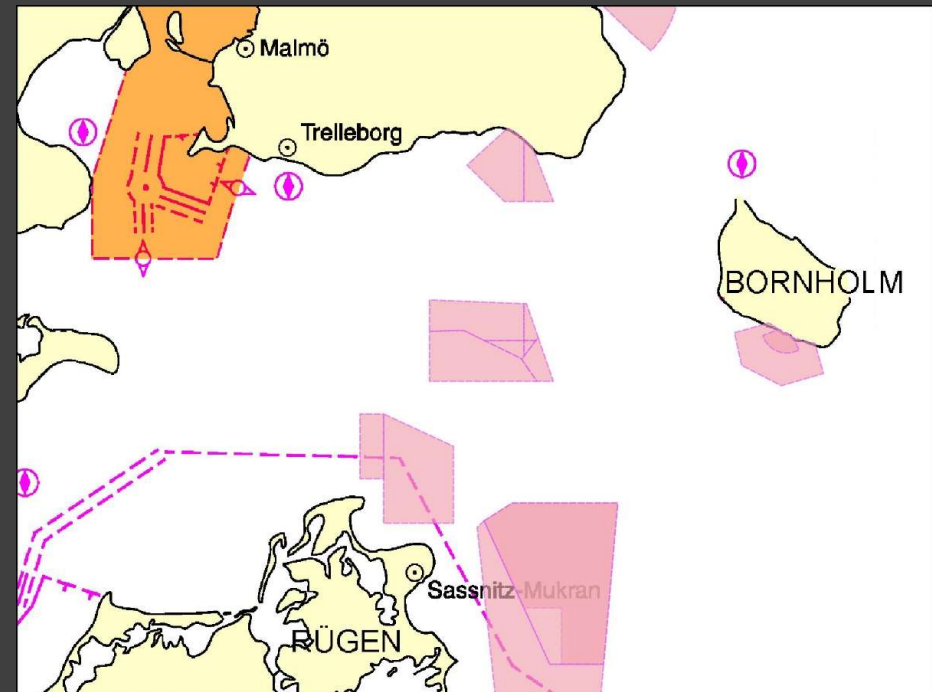 Malmö
Trelleborg
BORNHOLM
Sassnitz-Mukran
RÜGEN